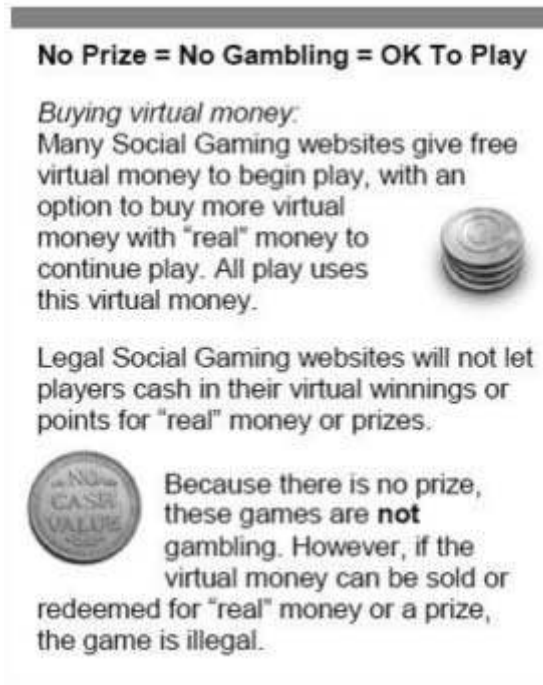 No Prize = No Gambling = OK To Play
Buying virtual money:
Many Social Gaming websites give free
virtual money to begin play, with an
option to buy more virtual
money with "real" money to
continue play. All play uses
this virtual money.
Legal Social Gaming websites will not let
players cash in their virtual winnings or
points for "real" money or prizes.
NO
CASH
VALUE
Because there is no prize,
these games are not
gambling. However, if the
virtual money can be sold or
redeemed for "real" money or a prize,
the game is illegal.